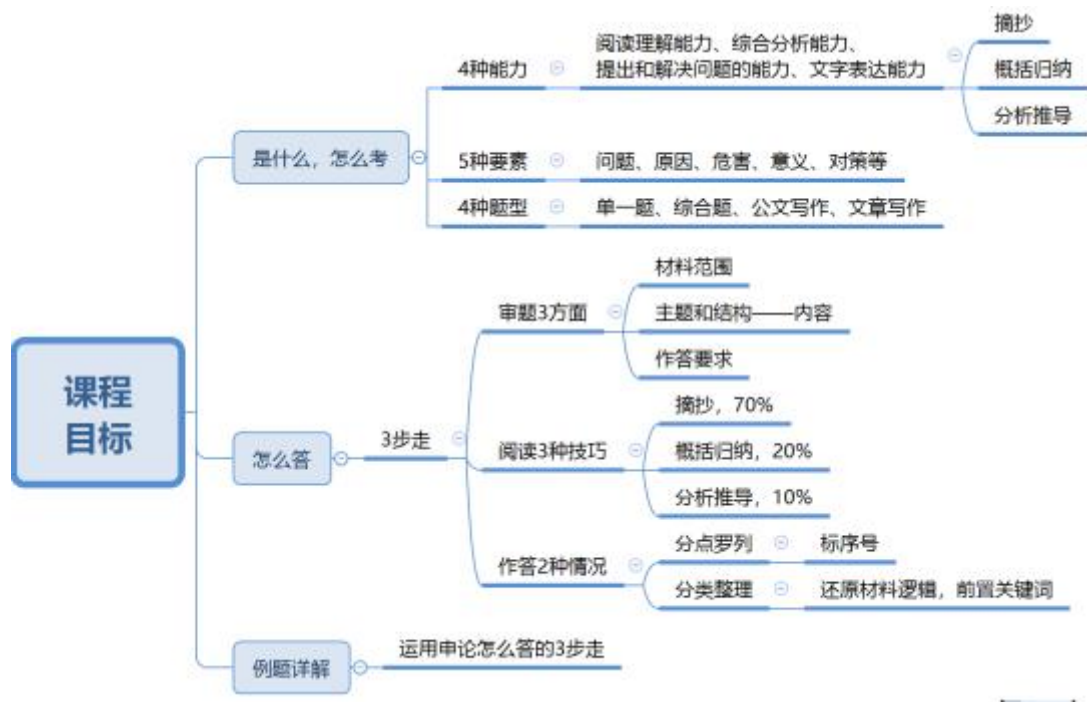 课程
目标
是什么，怎么考
4种能力
阅读理解能力、综合分析能力、
提出和解决问题的能力、文字表达能力
摘抄
概括归纳
分析推导
5种要素
问题、原因、危害、意义、对策等
4种题型
单一题、综合题、公文写作、文章写作
怎么答
3步走
审题3方面
材料范围
主题和结构——内容
作答要求
阅读3种技巧
摘抄，70%
概括归纳，20%
分析推导，10%
作答2种情况
分点罗列
标序号
分类整理
还原材料逻辑，前置关键词
例题详解
运用申论怎么答的3步走